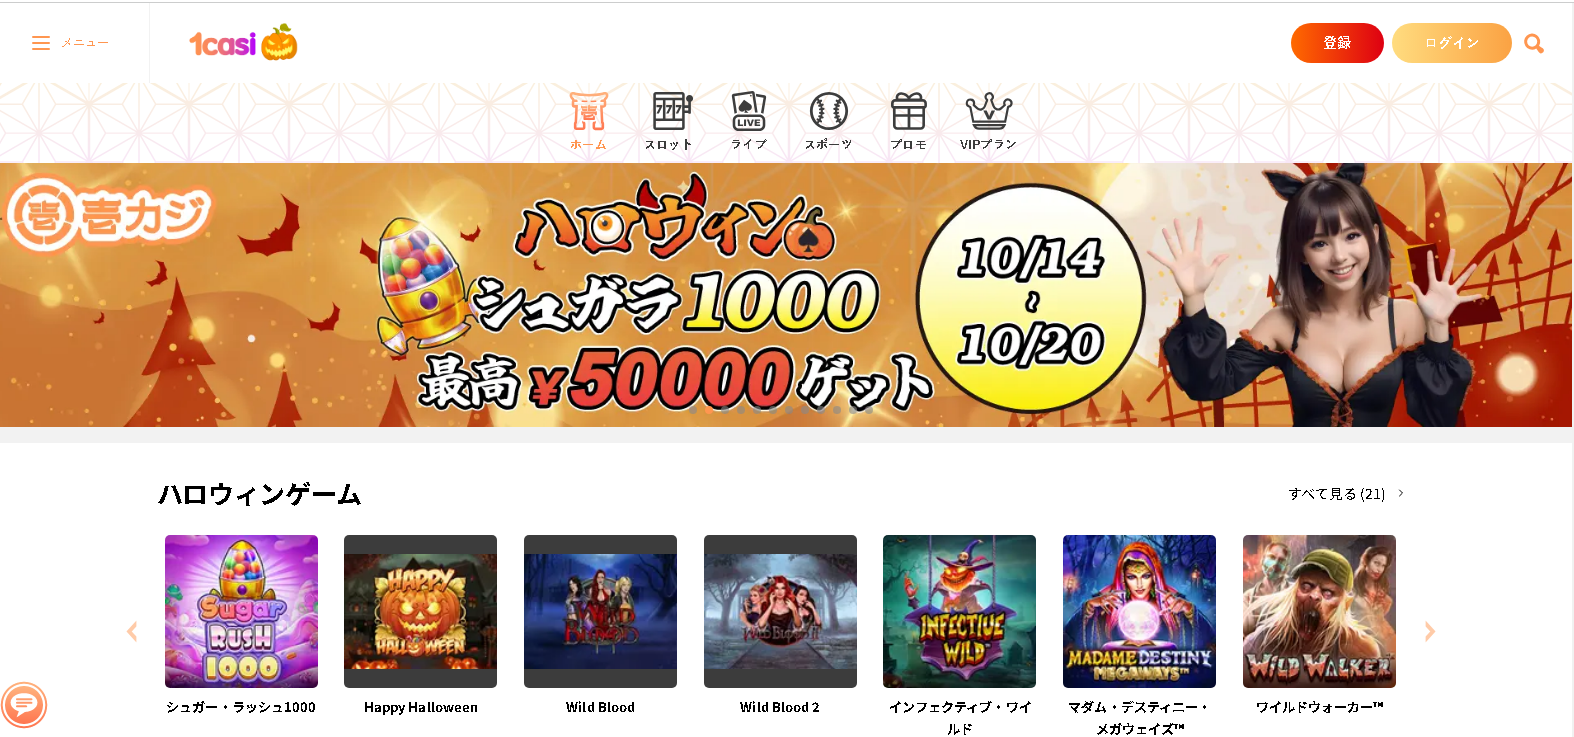 メニュー
1casi
登録
ログイン
壱
777
LIVE
ホーム
スロット
ライブ
スポーツ
プロモ
VIPプラン
壱 壱カジ
ハロウィン
シュガラ1000
最高¥50000ゲット
10/14
~
10/20
ハロウィンゲーム
すべて見る (21)
Sugar
RUSH
1000
HAPPY
HALLOWEEN
WILD
BLOOD
Wild Blood II
INFECTIVE
WILD™
MADAME DESTINY
MEGAWAYS™
WILD WALKER™
シュガー・ラッシュ1000
Happy Halloween
Wild Blood
Wild Blood 2
インフェクティブ・ワイ
ルド
マダム・デスティニー・
メガウェイズ™
ワイルドウォーカー™